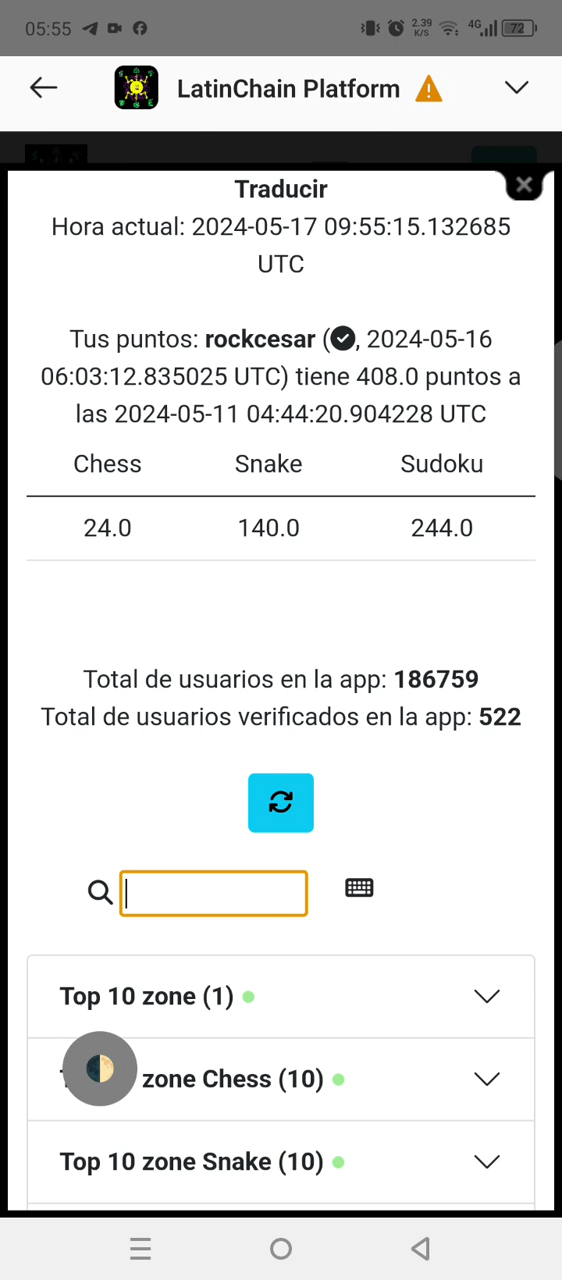 05:55
2.39
K/S
4G
72
LatinChain Platform
Traducir
Hora actual: 2024-05-17 09:55:15.132685
UTC
Tus puntos: rockcesar (, 2024-05-16
06:03:12.835025 UTC) tiene 408.0 puntos a
las 2024-05-11 04:44:20.904228 UTC
Chess Snake Sudoku
24.0 140.0 244.0
Total de usuarios en la app: 186759
Total de usuarios verificados en la app: 522
Top 10 zone (1)
zone Chess (10)
Top 10 zone Snake (10)